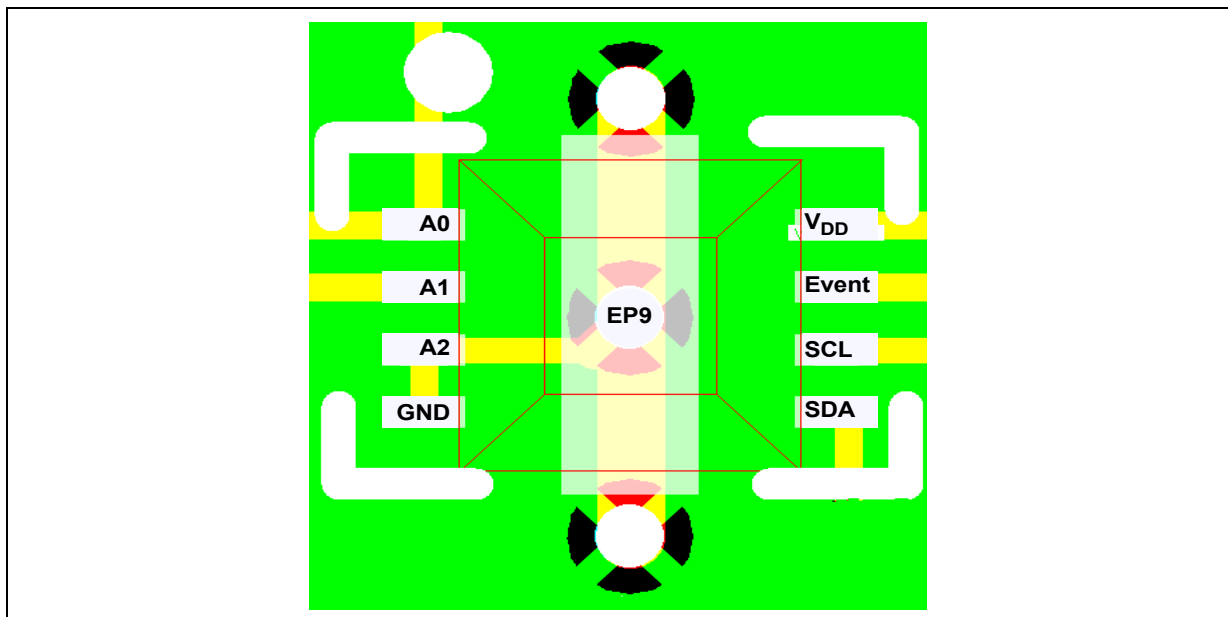 A0
A1
A2
GND
EP9
VDD
Event
SCL
SDA